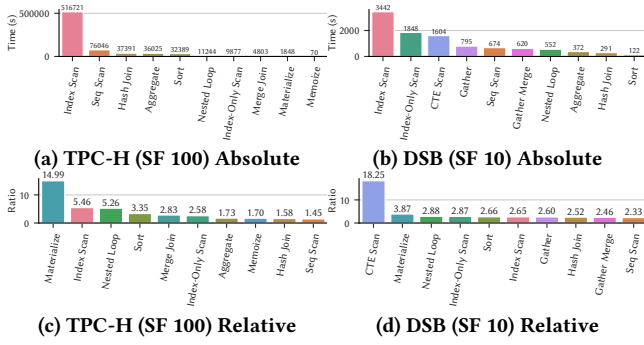 Time (s)
500000
0
516721
76046
37391
36025
32389
11244
9877
4803
1848
70
Index Scan
Seq Scan
Hash Join
Aggregate
Sort
Nested Loop
Index-Only Scan
Merge Join
Materialize
Memoize
(a) TPC-H (SF 100) Absolute
Time (s)
2000
0
3442
1848
1604
795
674
620
552
372
291
122
Index Scan
Index-Only Scan
CTE Scan
Gather
Seq Scan
Gather Merge
Nested Loop
Aggregate
Hash Join
Sort
(b) DSB (SF 10) Absolute
Ratio
10
0
14.99
5.46
5.26
3.35
2.83
2.58
1.73
1.70
1.58
1.45
Materialize
Index Scan
Nested Loop
Sort
Merge Join
Index-Only Scan
Aggregate
Memoize
Hash Join
Seq Scan
(c) TPC-H (SF 100) Relative
Ratio
10
0
18.25
3.87
2.88
2.87
2.66
2.65
2.60
2.52
2.46
2.33
CTE Scan
Materialize
Nested Loop
Index-Only Scan
Sort
Index Scan
Gather
Hash Join
Gather Merge
Seq Scan
(d) DSB (SF 10) Relative